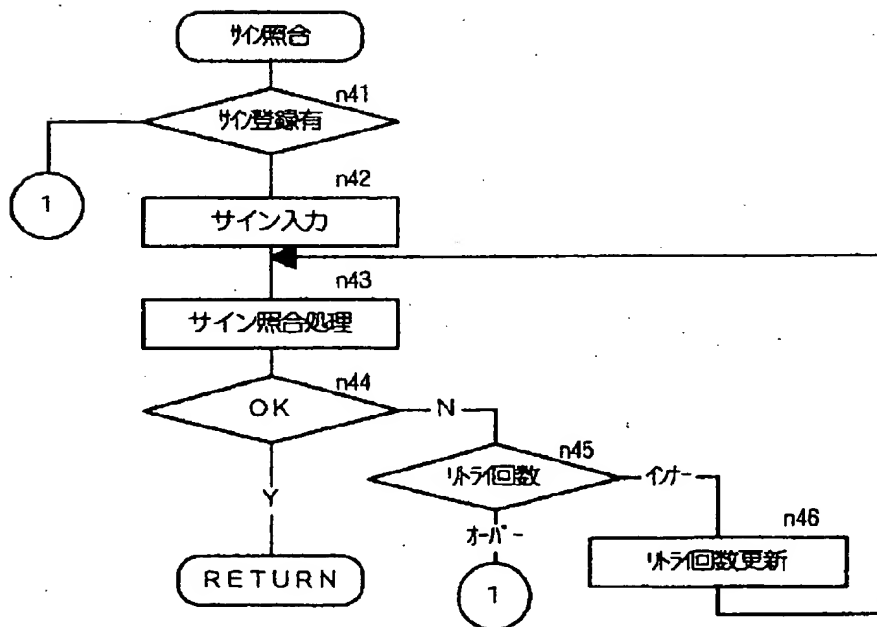 サイン照合
n41
サイン登録有
1
n42
サイン入力
n43
サイン照合処理
n44
OK
N
n45
リトライ回数
インナー
Y
オーバー
n46
リトライ回数更新
RETURN
1